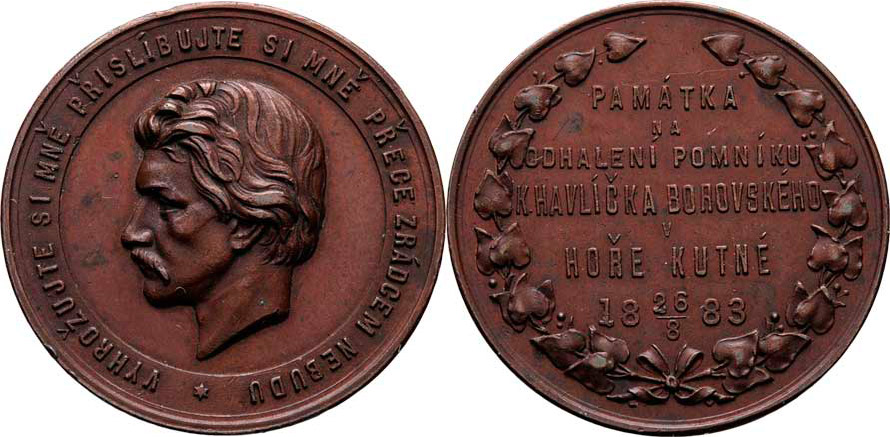 VYHROŽUJTE SI MNĚ PŘISLÍBUJTE SI MNĚ PŘECE ZRÁDCEM NEBUDU
PAMÁTKA
NA
ODHALENÍ POMNÍKU
K.HAVLÍČKA BOROVSKÉHO
V
HOŘE KUTNÉ
18 26/8 83